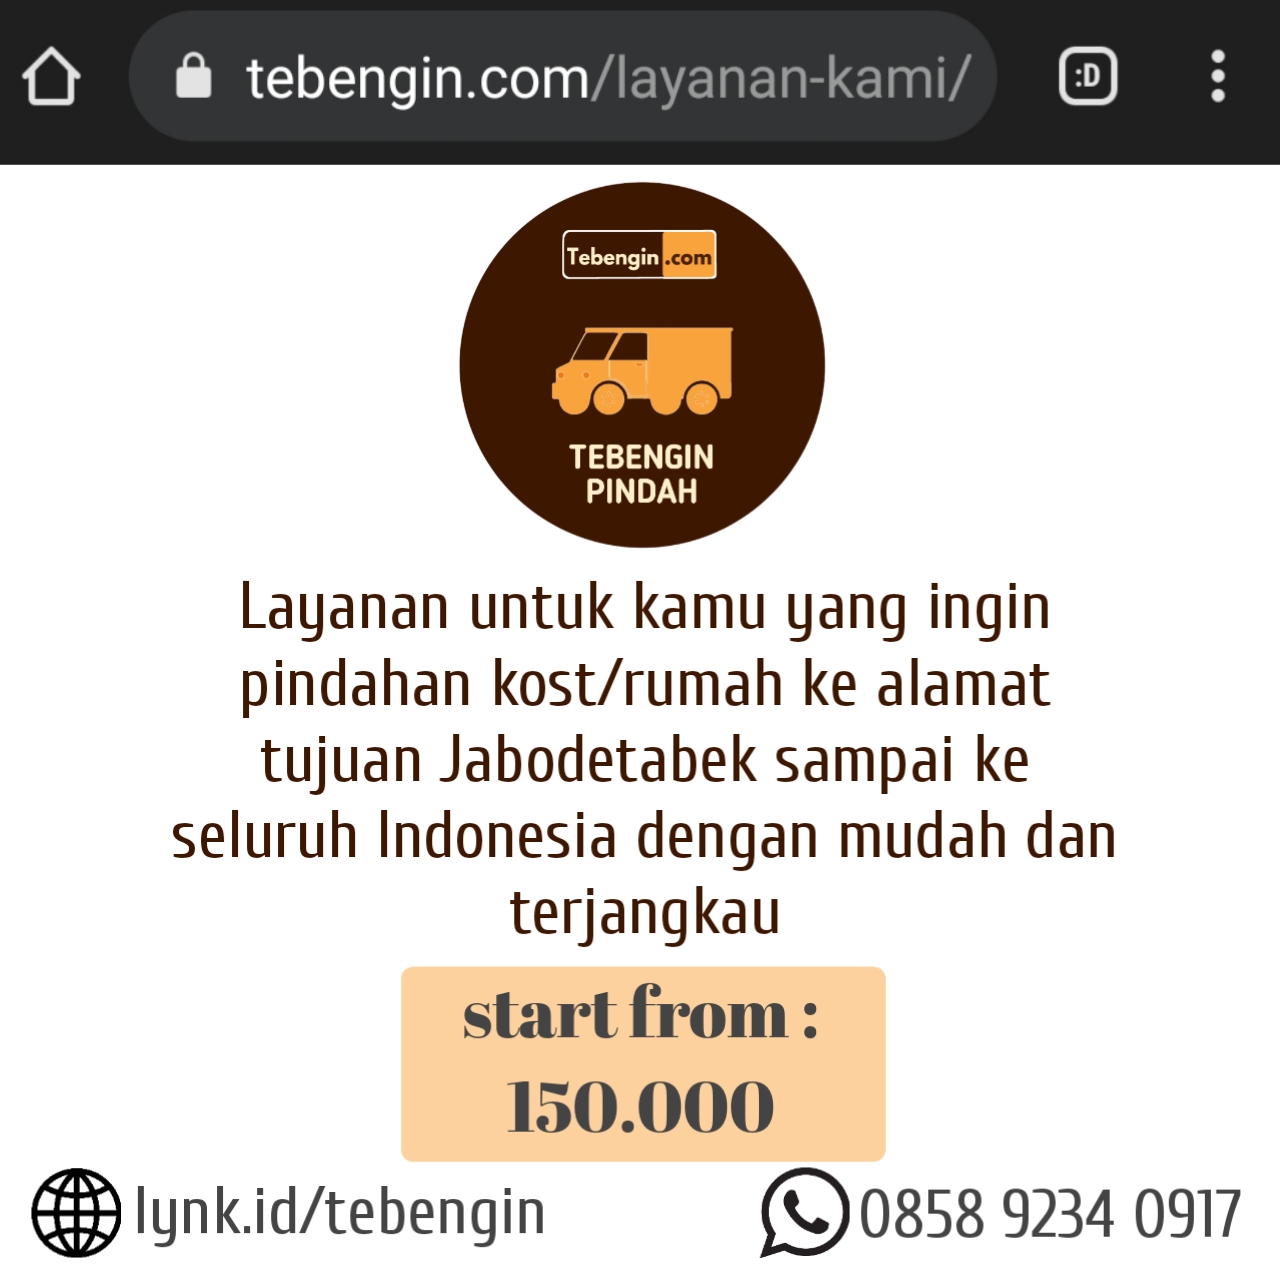 tebengin.com/layanan-kami/
:D
Tebengin.com
TEBENGIN
PINDAH
Layanan untuk kamu yang ingin
pindahan kost/rumah ke alamat
tujuan Jabodetabek sampai ke
seluruh Indonesia dengan mudah dan
terjangkau
start from :
150.000
lynk.id/tebengin
0858 9234 0917